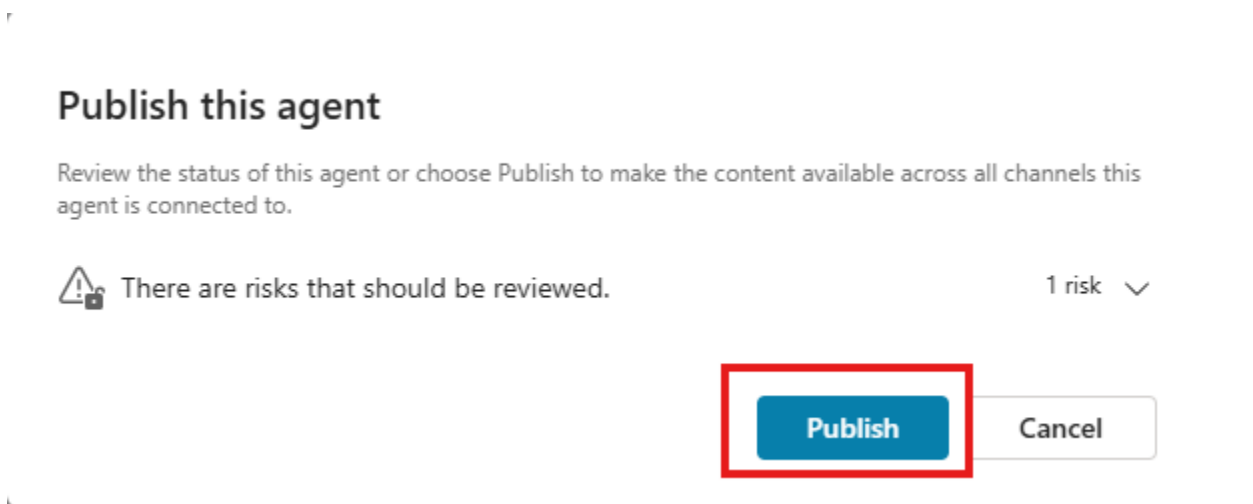 Publish this agent
Review the status of this agent or choose Publish to make the content available across all channels this
agent is connected to.
There are risks that should be reviewed.
1 risk
Publish
Cancel